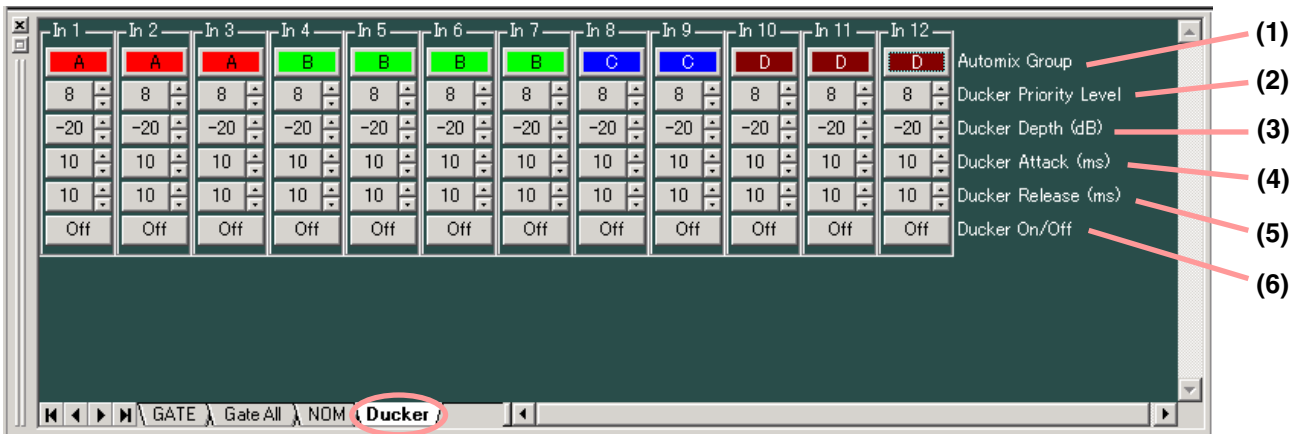 In 1 In 2 In 3 In 4 In 5 In 6 In 7 In 8 In 9 In 10 In 11 In 12
A A A B B B B C C D D D Automix Group (1)
8 8 8 8 8 8 8 8 8 8 8 8 Ducker Priority Level (2)
-20 -20 -20 -20 -20 -20 -20 -20 -20 -20 -20 -20 Ducker Depth (dB) (3)
10 10 10 10 10 10 10 10 10 10 10 10 Ducker Attack (ms) (4)
10 10 10 10 10 10 10 10 10 10 10 10 Ducker Release (ms) (5)
Off Off Off Off Off Off Off Off Off Off Off Off Ducker On/Off (6)
GATE Gate All NOM Ducker